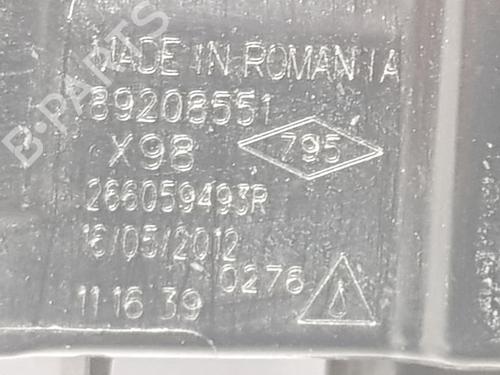 MADE IN ROMANIA
89208551
X98 795
266059493R
16/05/2012
0276
11 16 39
B-PARTS